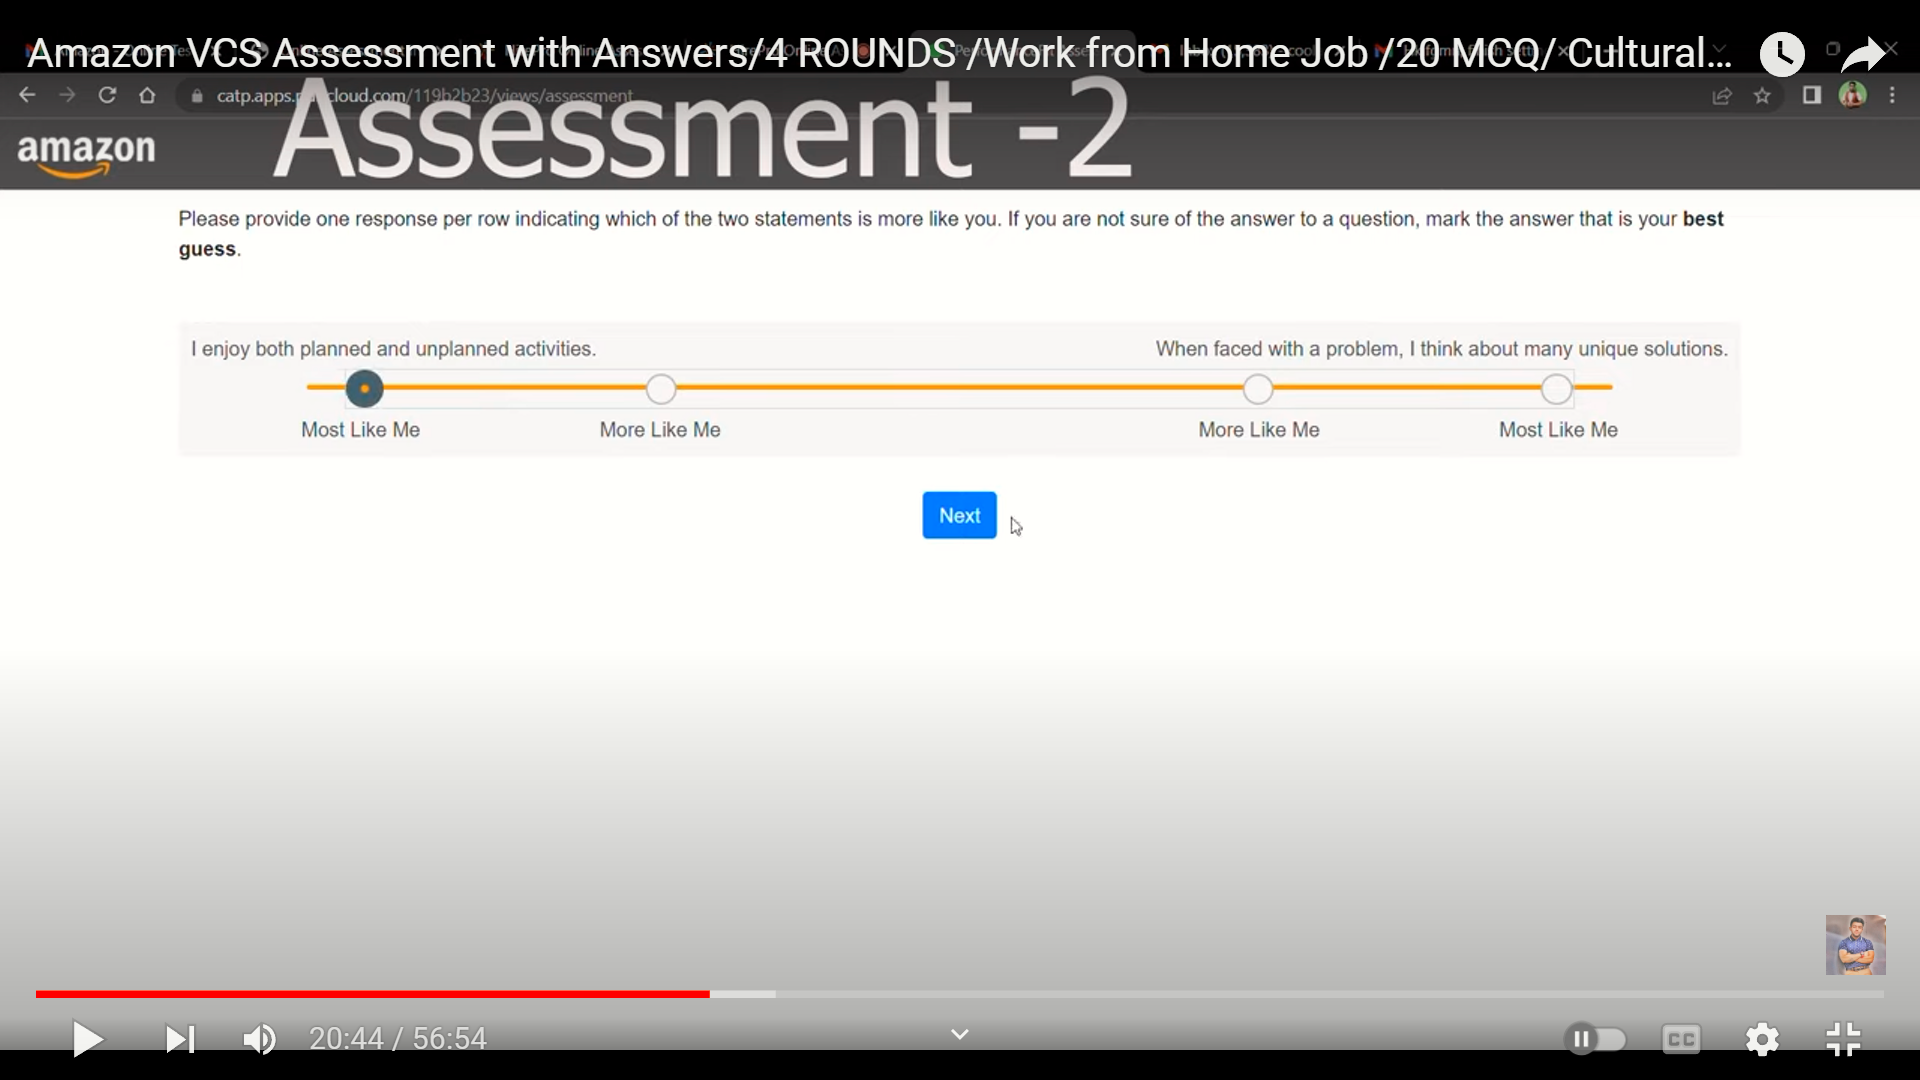 Amazon VCS Assessment with Answers/4 ROUNDS /Work from Home Job /20 MCQ/ Cultural...
catp.apps. cloud.com/119b2b23/views/assessment
amazon
Assessment -2
Please provide one response per row indicating which of the two statements is more like you. If you are not sure of the answer to a question, mark the answer that is your best
guess.
I enjoy both planned and unplanned activities.
When faced with a problem, I think about many unique solutions.
Most Like Me
More Like Me
More Like Me
Most Like Me
Next
20:44 / 56:54
CC